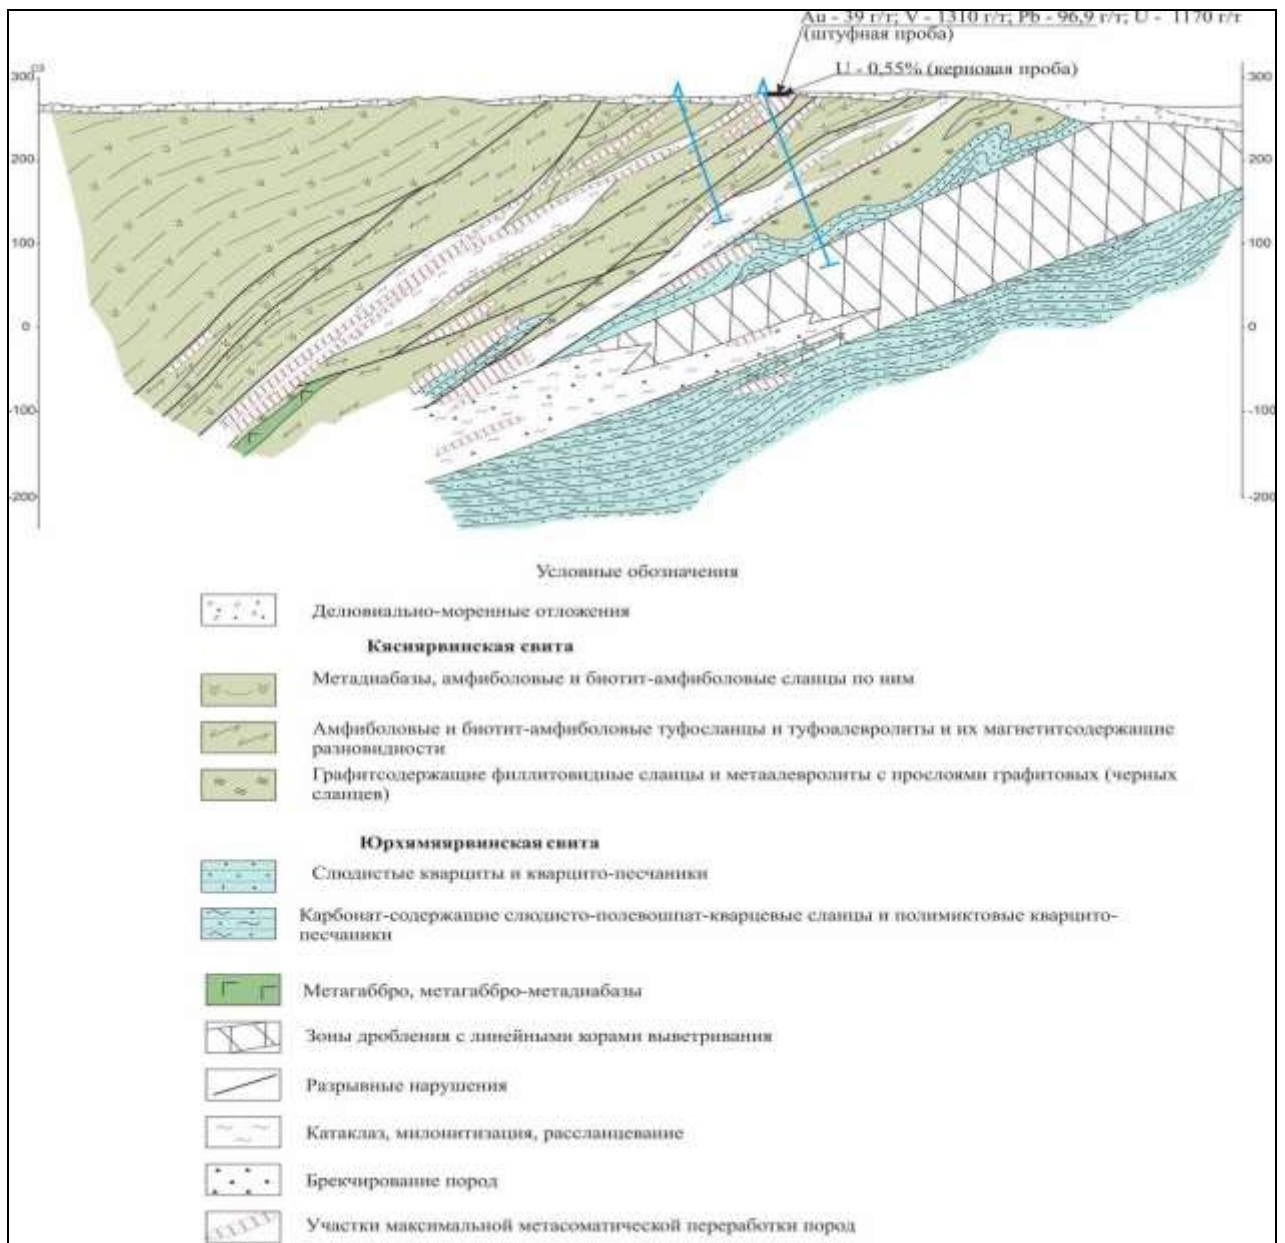 Au - 39 г/т; V - 1310 г/т; Pb - 96,9 г/т; U - 1170 г/т
(штуфная проба)
U - 0,55% (керновая проба)
ЮЗ
300
300
200
200
100
100
0
0
-100
-100
-200
-200
Условные обозначения
Делювиально-моренные отложения
Кясиярвинская свита
Метадиабазы, амфиболовые и биотит-амфиболовые сланцы по ним
Амфиболовые и биотит-амфиболовые туфосланцы и туфоалевролиты и их магнетитсодержащие
разновидности
Графитсодержащие филлитовидные сланцы и метаалевролиты с прослоями графитовых (черных
сланцев)
Юрхямяярвинская свита
Слюдистые кварциты и кварцито-песчаники
Карбонат-содержащие слюдисто-полевошпат-кварцевые сланцы и полимиктовые кварцито-
песчаники
Метагаббро, метагаббро-метадиабазы
Зоны дробления с линейными корами выветривания
Разрывные нарушения
Катаклаз, милонитизация, рассланцевание
Брекчирование пород
Участки максимальной метасоматической переработки пород